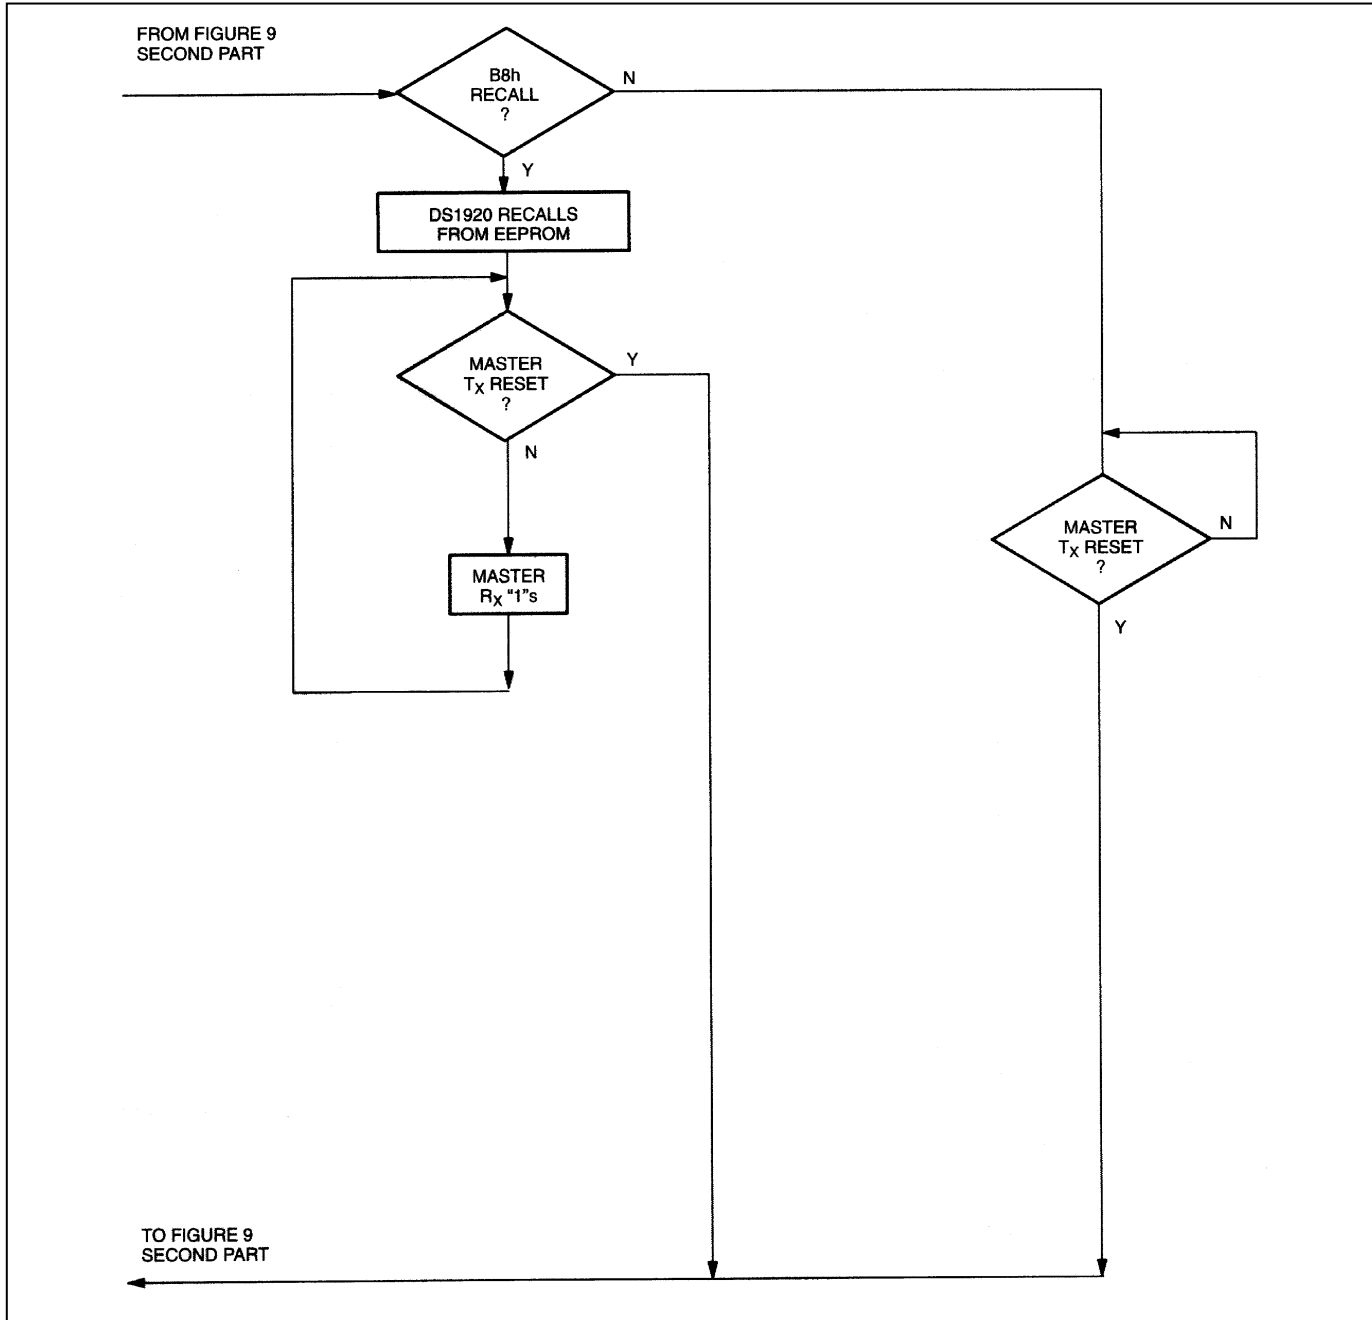 FROM FIGURE 9
SECOND PART
B8h
RECALL
?
N
Y
DS1920 RECALLS
FROM EEPROM
MASTER
TX RESET
?
Y
N
MASTER
RX “1”s
MASTER
TX RESET
?
N
Y
TO FIGURE 9
SECOND PART